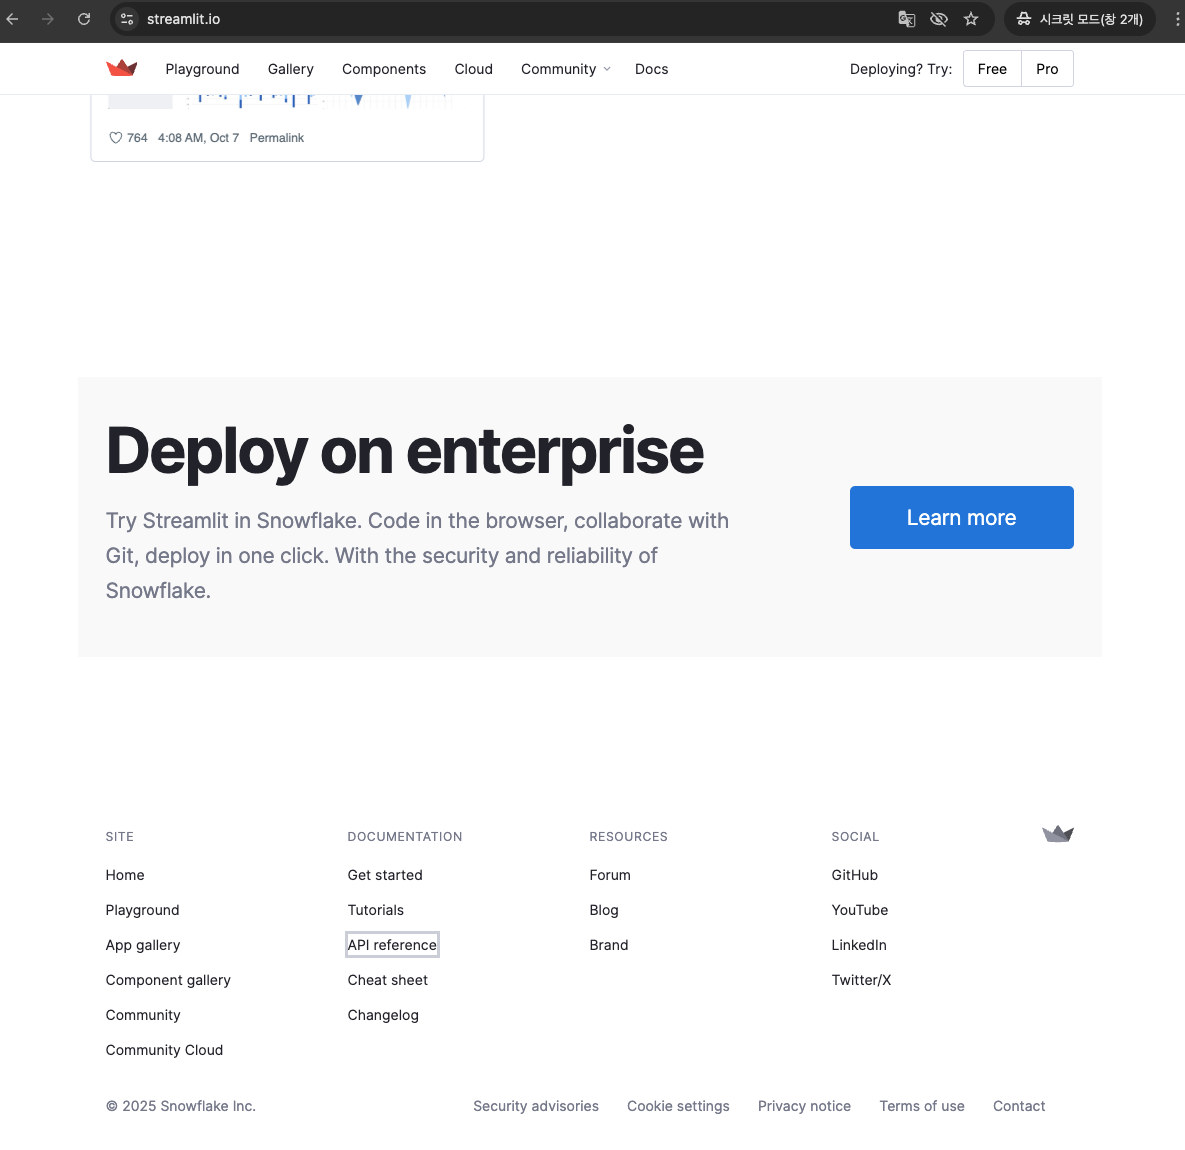 streamlit.io
시크릿 모드(창 2개)
Playground Gallery Components Cloud Community Docs Deploying? Try: Free Pro
764 4:08 AM, Oct 7 Permalink
Deploy on enterprise
Try Streamlit in Snowflake. Code in the browser, collaborate with
Git, deploy in one click. With the security and reliability of
Snowflake.
Learn more
SITE
Home
Playground
App gallery
Component gallery
Community
Community Cloud
DOCUMENTATION
Get started
Tutorials
API reference
Cheat sheet
Changelog
RESOURCES
Forum
Blog
Brand
SOCIAL
GitHub
YouTube
LinkedIn
Twitter/X
© 2025 Snowflake Inc. Security advisories Cookie settings Privacy notice Terms of use Contact